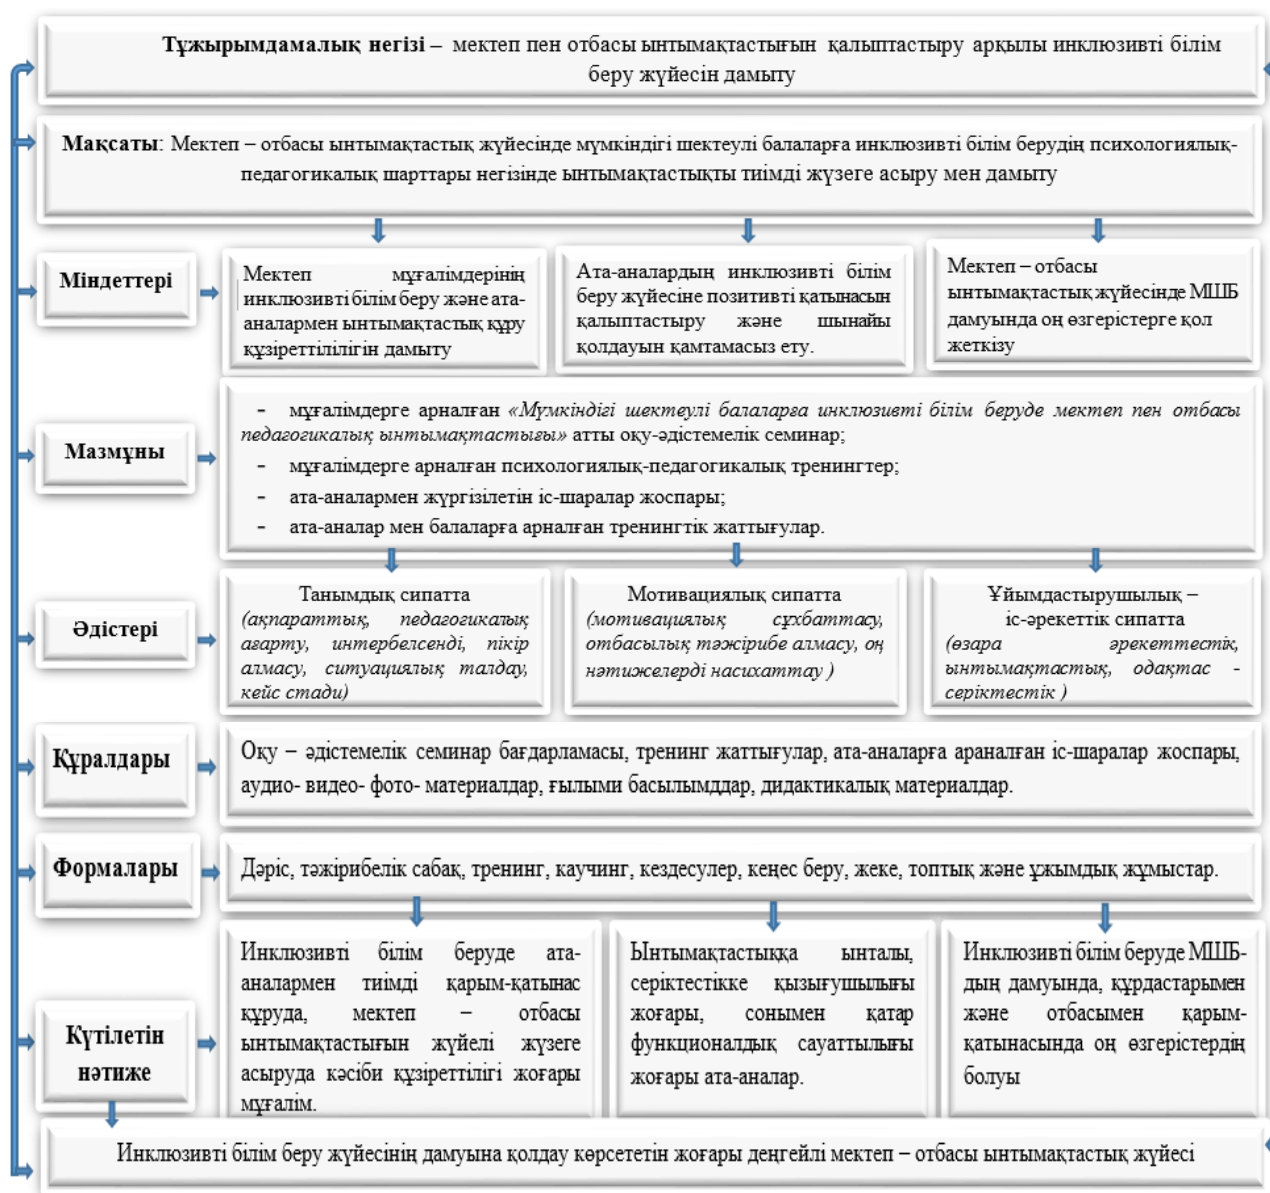 Тұжырымдамалық негізі – мектеп пен отбасы ынтымақтастығын қалыптастыру арқылы инклюзивті білім
беру жүйесін дамыту
Мақсаты: Мектеп – отбасы ынтымақтастық жүйесінде мүмкіндігі шектеулі балаларға инклюзивті білім берудің психологиялық-
педагогикалық шарттары негізінде ынтымақтастықты тиімді жүзеге асыру мен дамыту
Міндеттері
Мектеп мұғалімдерінің
инклюзивті білім беру және ата-
аналармен ынтымақтастық құру
құзіреттілілігін дамыту
Ата-аналардың инклюзивті білім
беру жүйесіне позитивті қатынасын
қалыптастыру және шынайы
қолдауын қамтамасыз ету.
Мектеп – отбасы
ынтымақтастық жүйесінде МШБ
дамуында оң өзгерістерге қол
жеткізу
Мазмұны
- мұғалімдерге арналған «Мүмкіндігі шектеулі балаларға инклюзивті білім беруде мектеп пен отбасы
педагогикалық ынтымақтастығы» атты оқу-әдістемелік семинар;
- мұғалімдерге арналған психологиялық-педагогикалық тренингтер;
- ата-аналармен жүргізілетін іс-шаралар жоспары;
- ата-аналар мен балаларға арналған тренингтік жаттығулар.
Әдістері
Танымдық сипатта
(ақпараттық, педагогикалық
ағарту, интербелсенді, пікір
алмасу, ситуациялық талдау,
кейс стади)
Мотивациялық сипатта
(мотивациялық сұхбаттасу,
отбасылық тәжірибе алмасу, оң
нәтижелерді насихаттау )
Ұйымдастырушылық –
іс-әрекеттік сипатта
(өзара әрекеттестік,
ынтымақтастық, одақтас -
серіктестік )
Құралдары
Оқу – әдістемелік семинар бағдарламасы, тренинг жаттығулар, ата-аналарға араналған іс-шаралар жоспары,
аудио- видео- фото- материалдар, ғылыми басылымддар, дидактикалық материалдар.
Формалары
Дәріс, тәжірибелік сабақ, тренинг, каучинг, кездесулер, кеңес беру, жеке, топтық және ұжымдық жұмыстар.
Күтілетін
нәтиже
Инклюзивті білім беруде ата-
аналармен тиімді қарым-қатынас
құруда, мектеп – отбасы
ынтымақтастығын жүйелі жүзеге
асыруда кәсіби құзіреттілігі жоғары
мұғалім.
Ынтымақтастыққа ынталы,
серіктестікке қызығушылығы
жоғары, сонымен қатар
функционалдық сауаттылығы
жоғары ата-аналар.
Инклюзивті білім беруде МШБ-
дың дамуында, құрдастарымен
және отбасымен қарым-
қатынасында оң өзгерістердің
болуы
Инклюзивті білім беру жүйесінің дамуына қолдау көрсететін жоғары деңгейлі мектеп – отбасы ынтымақтастық жүйесі